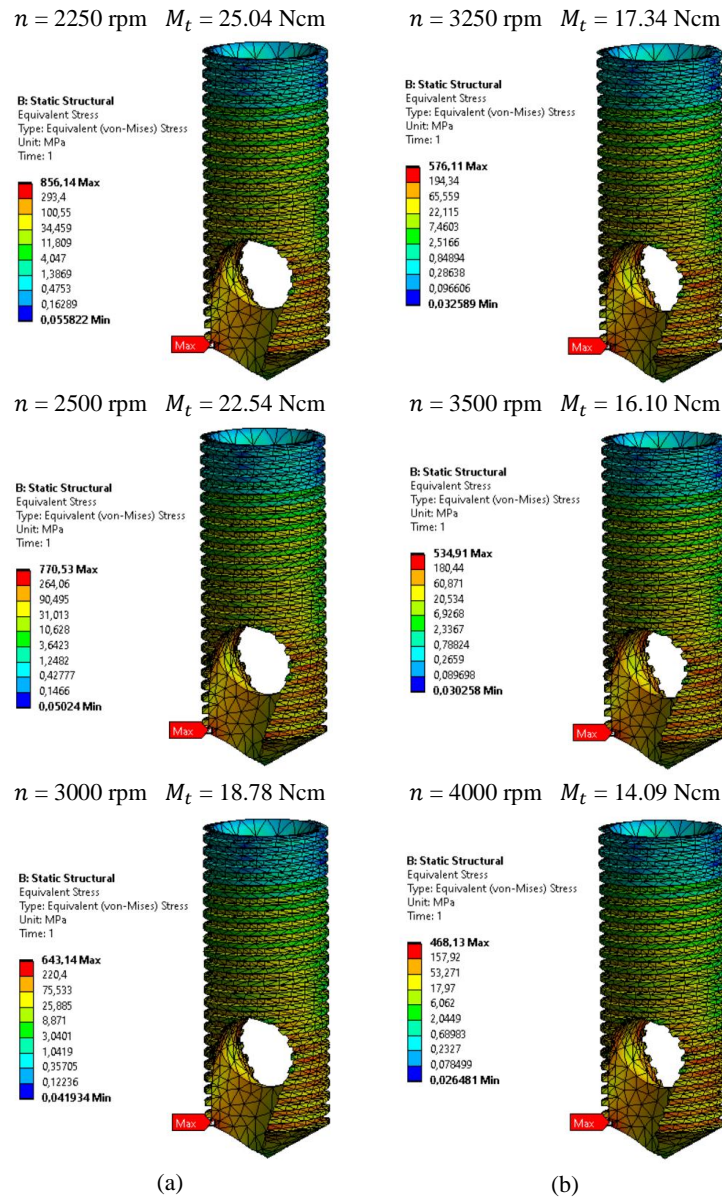 n = 2250 rpm M_t = 25.04 Ncm
B: Static Structural
Equivalent Stress
Type: Equivalent (von-Mises) Stress
Unit: MPa
Time: 1
856,14 Max
293,4
100,55
34,459
11,809
4,047
1,3869
0,4753
0,16289
0,055822 Min
Max
n = 3250 rpm M_t = 17.34 Ncm
B: Static Structural
Equivalent Stress
Type: Equivalent (von-Mises) Stress
Unit: MPa
Time: 1
576,11 Max
194,34
65,559
22,115
7,4603
2,5166
0,84894
0,28638
0,096606
0,032589 Min
Max
n = 2500 rpm M_t = 22.54 Ncm
B: Static Structural
Equivalent Stress
Type: Equivalent (von-Mises) Stress
Unit: MPa
Time: 1
770,53 Max
264,06
90,495
31,013
10,628
3,6423
1,2482
0,42777
0,1466
0,05024 Min
Max
n = 3500 rpm M_t = 16.10 Ncm
B: Static Structural
Equivalent Stress
Type: Equivalent (von-Mises) Stress
Unit: MPa
Time: 1
534,91 Max
180,44
60,871
20,534
6,9268
2,3367
0,78824
0,2659
0,089698
0,030258 Min
Max
n = 3000 rpm M_t = 18.78 Ncm
B: Static Structural
Equivalent Stress
Type: Equivalent (von-Mises) Stress
Unit: MPa
Time: 1
643,14 Max
220,4
75,533
25,885
8,871
3,0401
1,0419
0,35705
0,12236
0,041934 Min
Max
n = 4000 rpm M_t = 14.09 Ncm
B: Static Structural
Equivalent Stress
Type: Equivalent (von-Mises) Stress
Unit: MPa
Time: 1
468,13 Max
157,92
53,271
17,97
6,062
2,0449
0,68983
0,2327
0,078499
0,026481 Min
Max
(a)
(b)